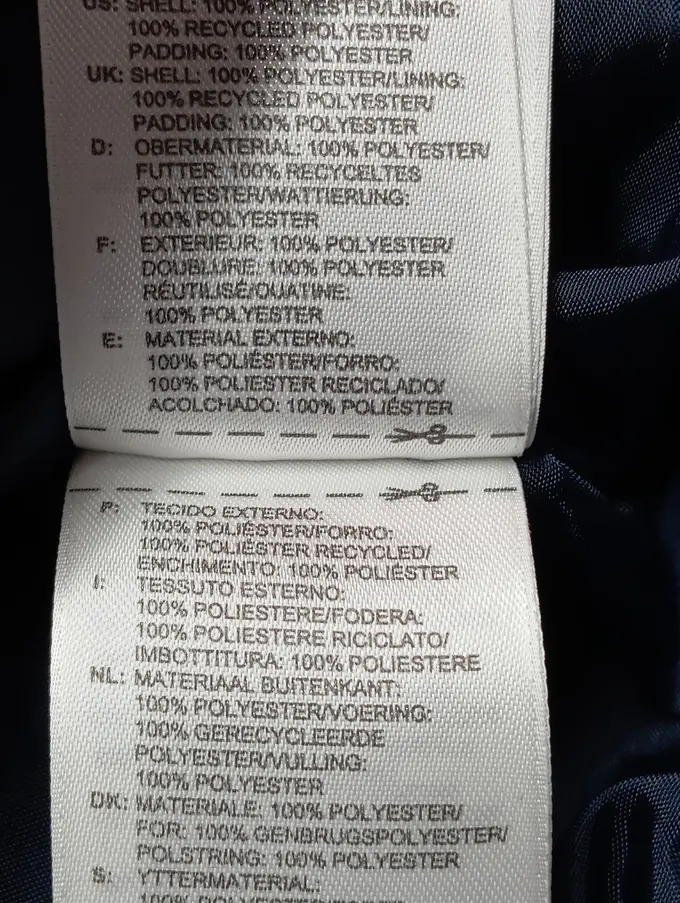 US: SHELL: 100% POLYESTER/LINING:
100% RECYCLED POLYESTER/
PADDING: 100% POLYESTER
UK: SHELL: 100% POLYESTER/LINING:
100% RECYCLED POLYESTER/
PADDING: 100% POLYESTER
D: OBERMATERIAL: 100% POLYESTER/
FUTTER: 100% RECYCELTES
POLYESTER/WATTIERUNG:
100% POLYESTER
F: EXTERIEUR: 100% POLYESTER/
DOUBLURE: 100% POLYESTER
RÉUTILISÉ/OUATINE:
100% POLYESTER
E: MATERIAL EXTERNO:
100% POLIÉSTER/FORRO:
100% POLIESTER RECICLADO/
ACOLCHADO: 100% POLIÉSTER
P: TECIDO EXTERNO:
100% POLIÉSTER/FORRO:
100% POLIÉSTER RECYCLED/
ENCHIMENTO: 100% POLIÉSTER
I: TESSUTO ESTERNO:
100% POLIESTERE/FODERA:
100% POLIESTERE RICICLATO/
IMBOTTITURA: 100% POLIESTERE
NL: MATERIAAL BUITENKANT:
100% POLYESTER/VOERING:
100% GERECYCLEERDE
POLYESTER/VULLING:
100% POLYESTER
DK: MATERIALE: 100% POLYESTER/
FOR: 100% GENBRUGSPOLYESTER/
POLSTRING: 100% POLYESTER
S: YTTERMATERIAL: